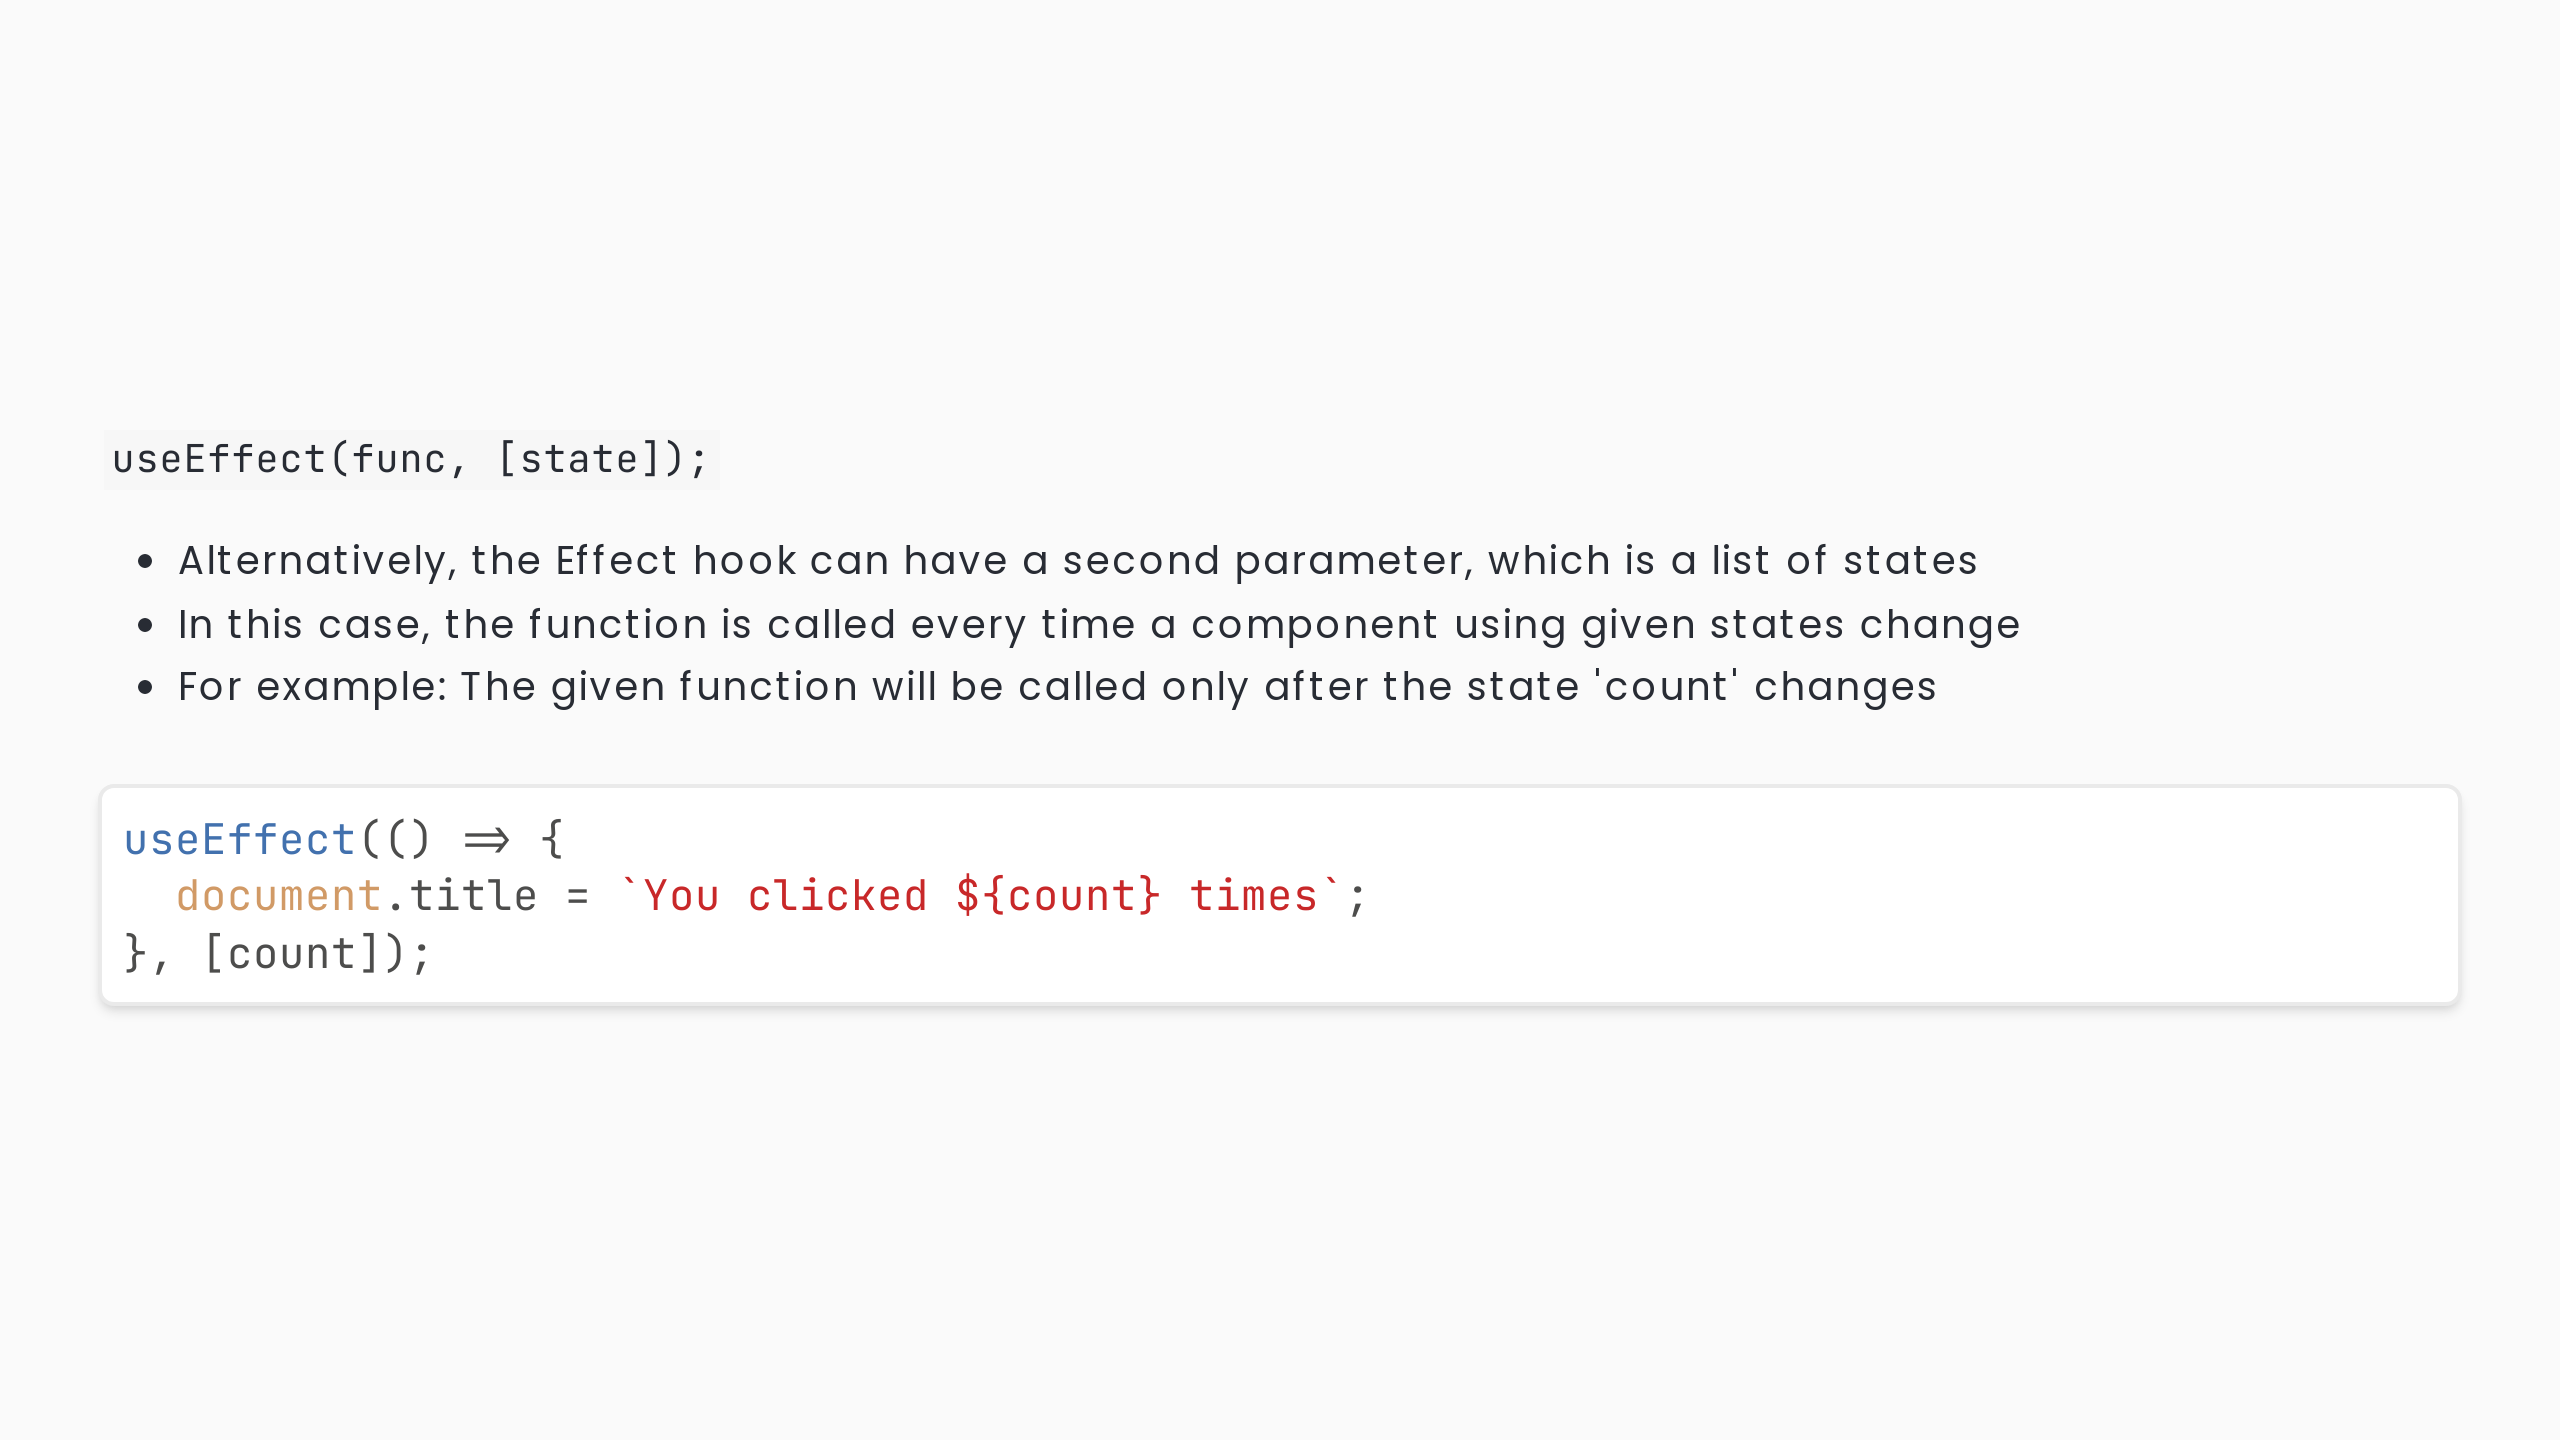 useEffect(func, [state]);
• Alternatively, the Effect hook can have a second parameter, which is a list of states
• In this case, the function is called every time a component using given states change
• For example: The given function will be called only after the state 'count' changes
useEffect(() => {
  document.title = `You clicked ${count} times`;
}, [count]);